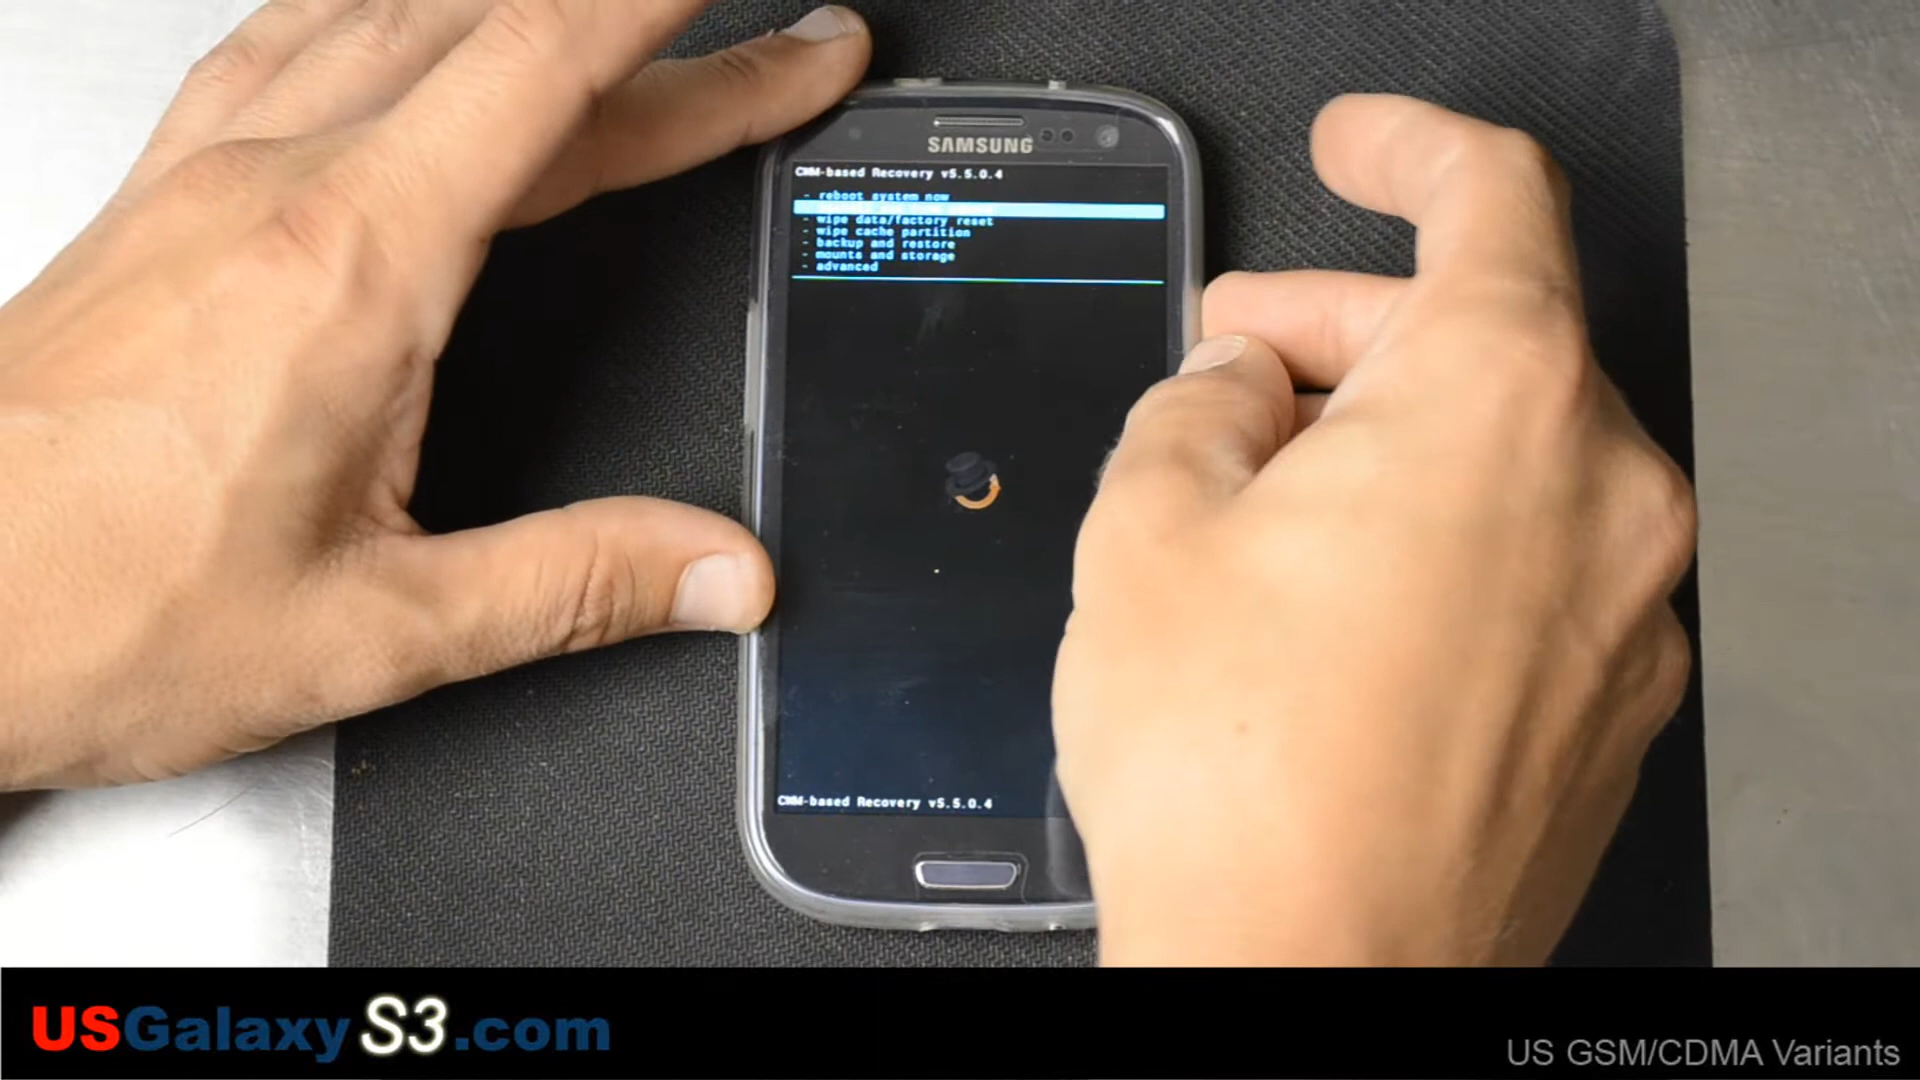 SAMSUNG
CWM-based Recovery v5.5.0.4
- reboot system now
- wipe data/factory reset
- wipe cache partition
- backup and restore
- mounts and storage
- advanced
CWM-based Recovery v5.5.0.4
USGalaxyS3.com
US GSM/CDMA Variants